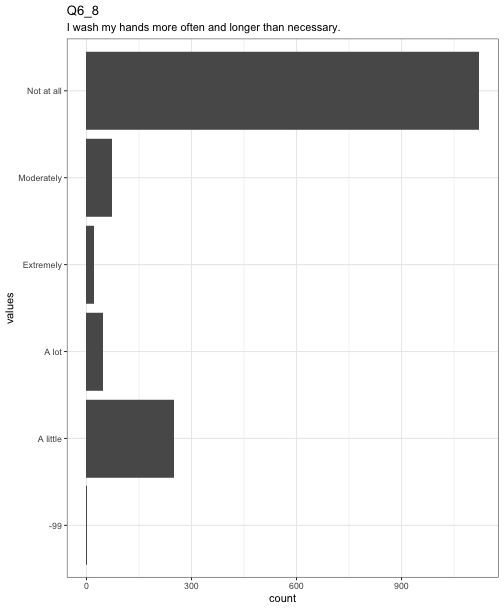 Q6_8
I wash my hands more often and longer than necessary.
values
Not at all
Moderately
Extremely
A lot
A little
-99
0 300 600 900
count